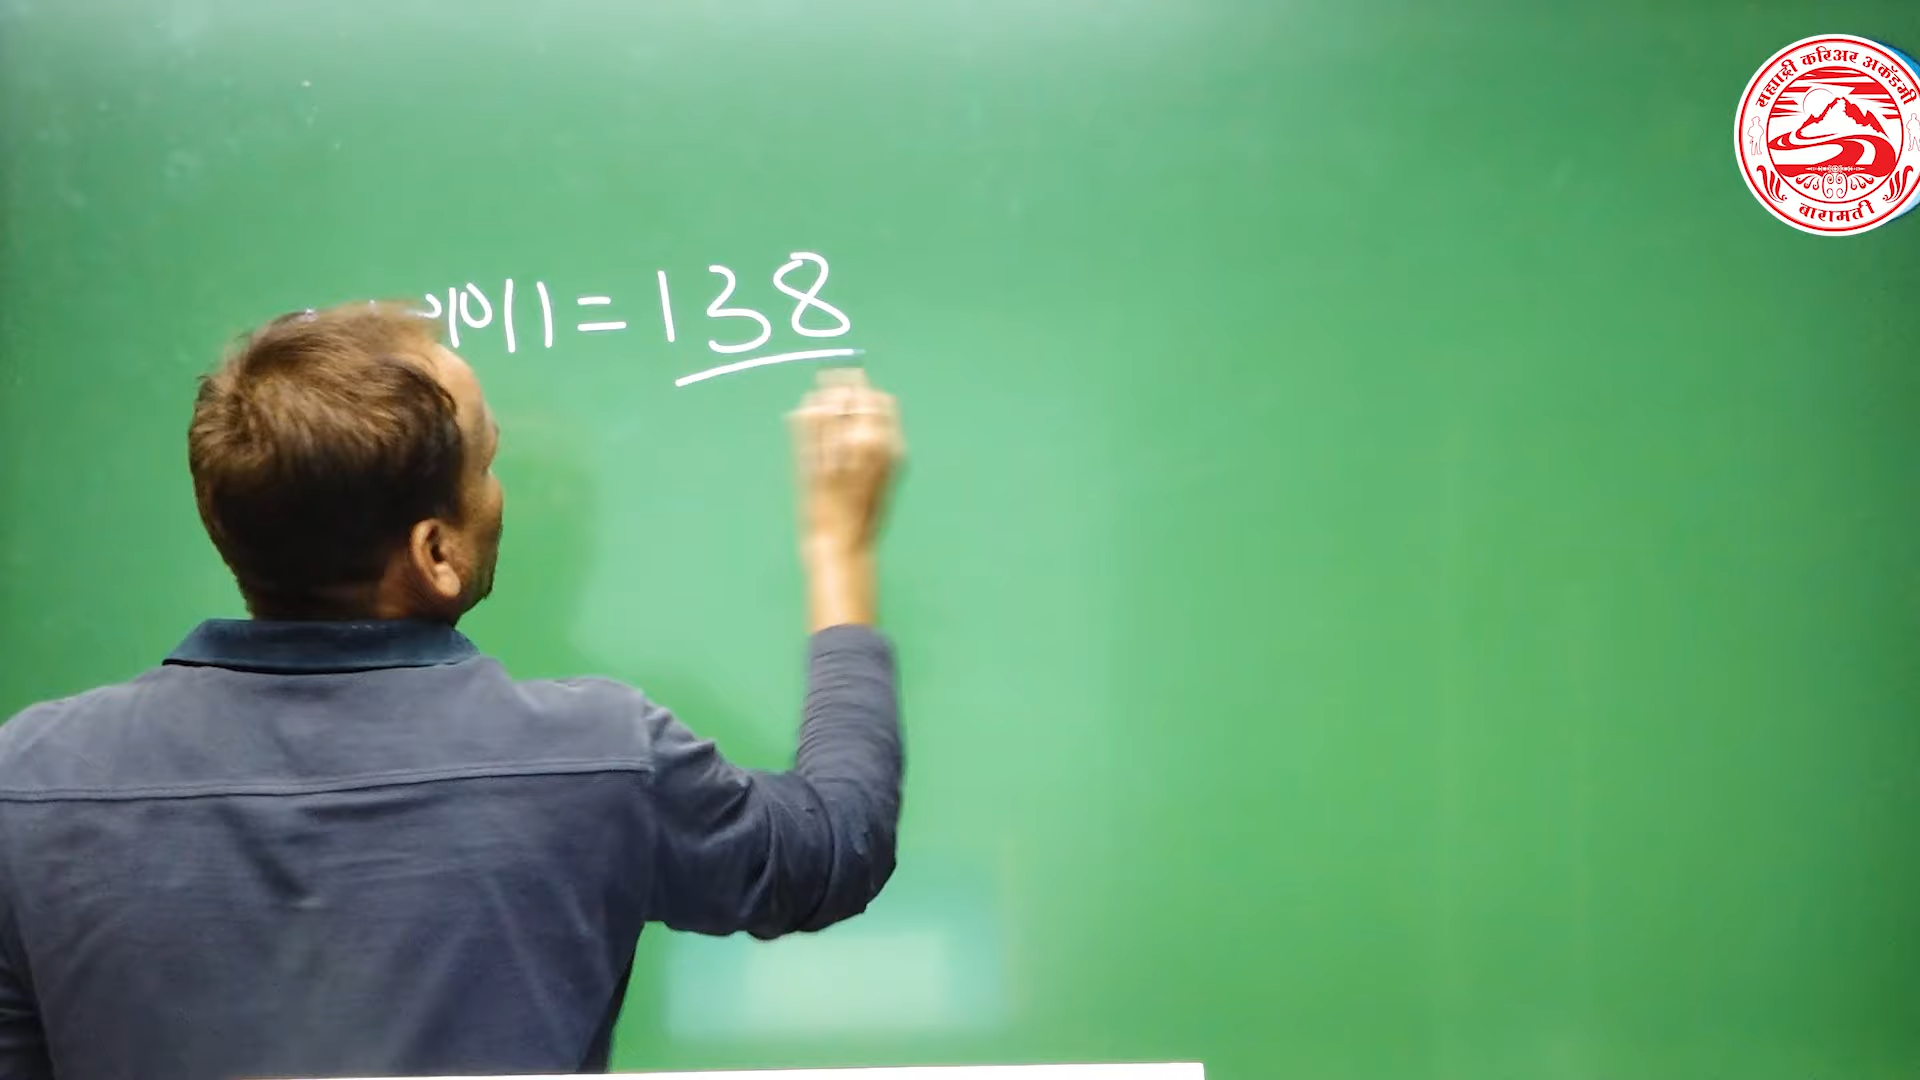 1011 = 138
सह्याद्री करिअर अकॅडमी
बारामती